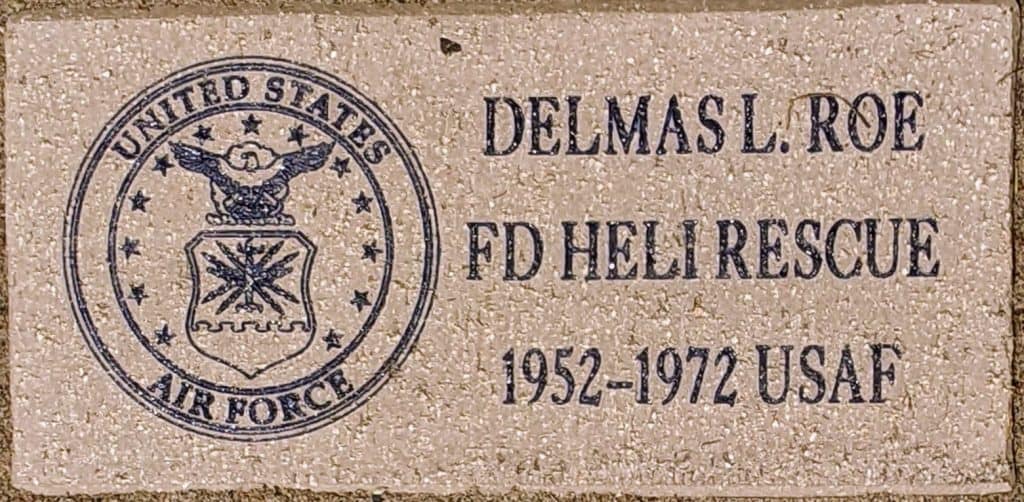 UNITED STATES
AIR FORCE
DELMAS L. ROE
FD HELI RESCUE
1952–1972 USAF